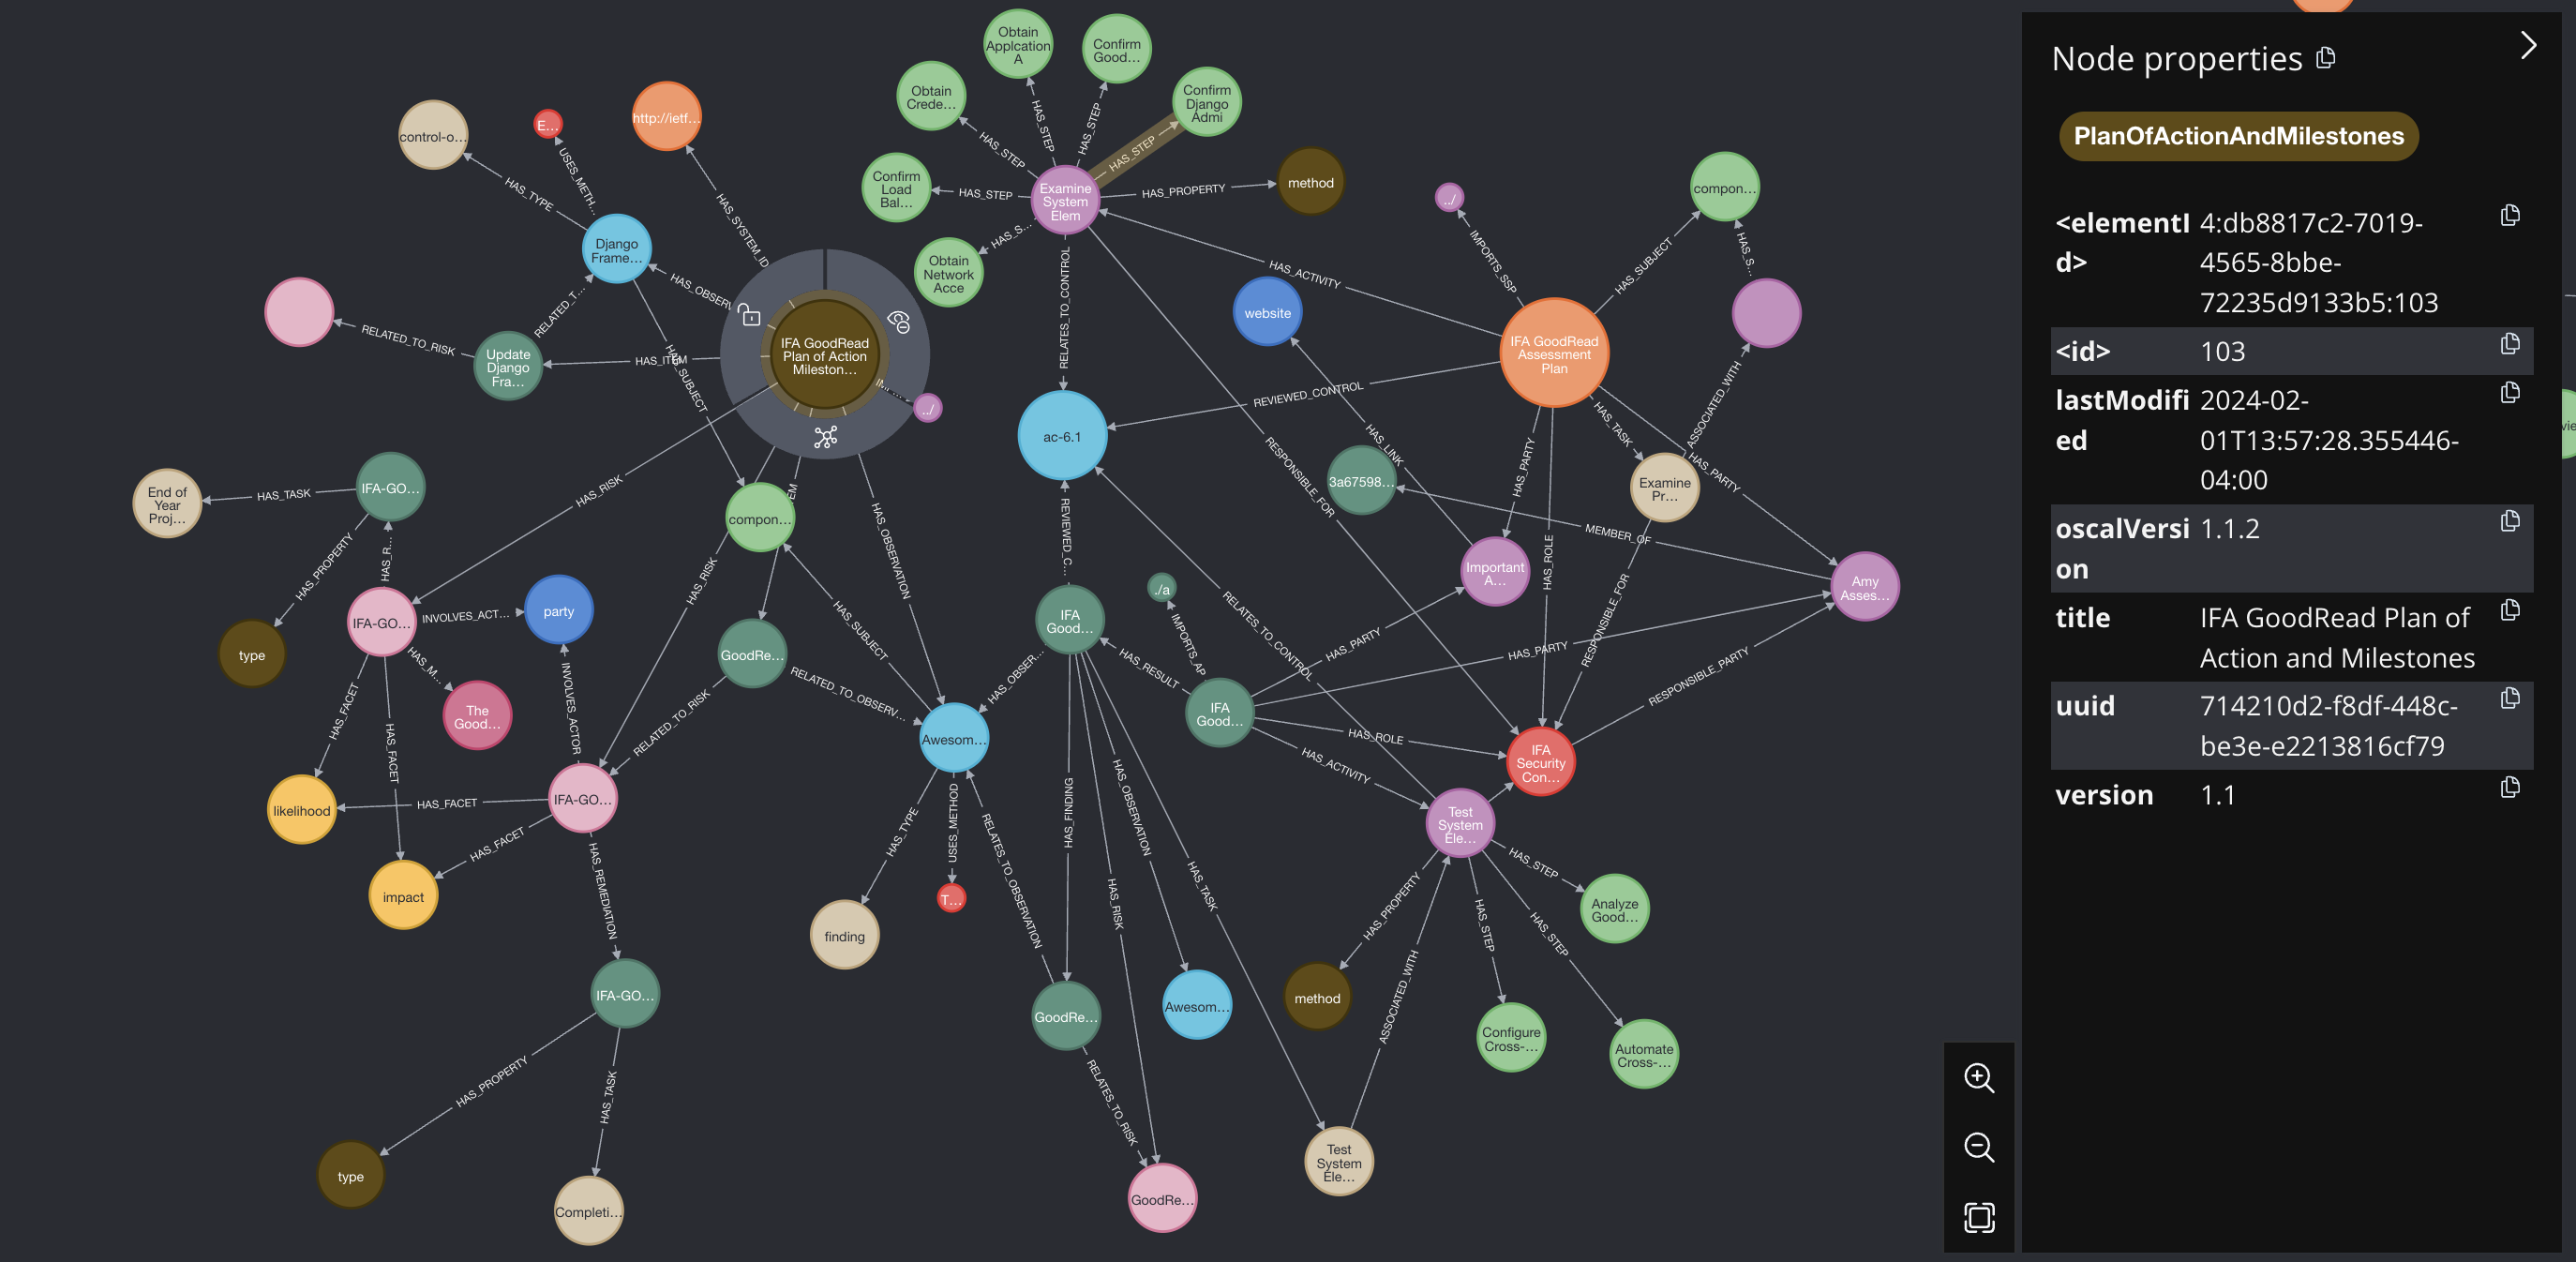 Obtain
Applcation
A
Confirm
Good...
Obtain
Crede...
Confirm
Django
Admi
control-o...
E...
http://ietf...
HAS_STEP
HAS_STEP
HAS_STEP
HAS_STEP
USES_METH...
HAS_TYPE
HAS_SYSTEM_ID
Confirm
Load
Bal...
HAS_STEP
Examine
System
Elem
HAS_PROPERTY
method
../
compon...
Django
Frame...
HAS_S...
Obtain
Network
Acce
HAS_ACTIVITY
IMPORTS_SSP
HAS_SUBJECT
HAS_S...
HAS_OBSERV
RELATED_T...
RELATES_TO_CONTROL
website
RELATED_TO_RISK
Update
Django
Fra...
HAS_ITEM
HAS_SUBJECT
IFA GoodRead
Plan of Action
Mileston...
IM...
../
IFA GoodRead
Assessment
Plan
REVIEWED_CONTROL
ac-6.1
HAS_LINK
HAS_TASK
ASSOCIATED_WITH
HAS_PARTY
HAS_PARTY
RESPONSIBLE_FOR
3a67598...
Examine
Pr...
End of
Year
Proj...
HAS_TASK
IFA-GO...
HAS_RISK
EM
compon...
HAS_OBSERVATION
REVIEWED_C...
MEMBER_OF
HAS_ROLE
HAS_PROPERTY
HAS_R...
HAS_RISK
Important
A...
Amy
Asses...
./a
IFA-GO...
INVOLVES_ACT...
party
IFA
Good...
IMPORTS_AP
RELATES_TO_CONTROL
RESPONSIBLE_FOR
HAS_SUBJECT
type
HAS_M...
GoodRe...
HAS_OBSER...
HAS_RESULT
HAS_PARTY
HAS_PARTY
RELATED_TO_OBSERV...
RESPONSIBLE_PARTY
HAS_FACET
The
Good...
INVOLVES_ACTOR
RELATED_TO_RISK
IFA
Good...
HAS_ROLE
Awesom...
HAS_FACET
HAS_ACTIVITY
IFA
Security
Con...
likelihood
HAS_FACET
IFA-GO...
HAS_FACET
HAS_TYPE
USES_METHOD
RELATES_TO_OBSERVATION
HAS_FINDING
HAS_OBSERVATION
Test
System
Ele...
HAS_STEP
impact
HAS_REMEDIATION
T...
HAS_RISK
HAS_TASK
HAS_PROPERTY
HAS_STEP
HAS_STEP
Analyze
Good...
finding
IFA-GO...
GoodRe...
Awesom...
method
ASSOCIATED_WITH
Configure
Cross-...
Automate
Cross-...
HAS_PROPERTY
HAS_TASK
RELATES_TO_RISK
type
Completi...
GoodRe...
Test
System
Ele...
Node properties
PlanOfActionAndMilestones
<elementI
d>
4:db8817c2-7019-
4565-8bbe-
72235d9133b5:103
<id>
103
lastModifi
ed
2024-02-
01T13:57:28.355446-
04:00
oscalVersi
on
1.1.2
title
IFA GoodRead Plan of
Action and Milestones
uuid
714210d2-f8df-448c-
be3e-e2213816cf79
version
1.1